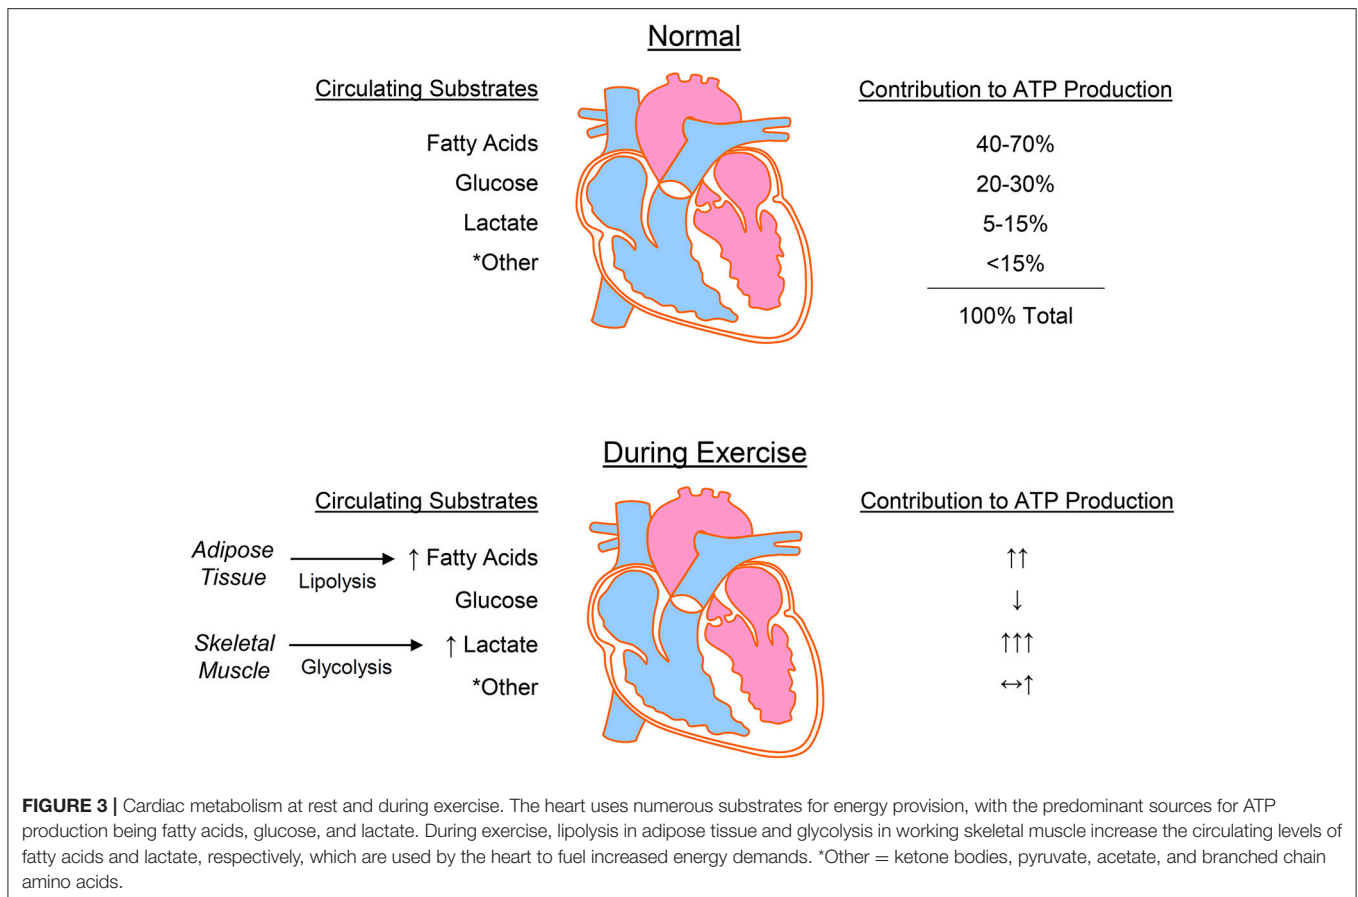 Normal
Circulating Substrates
Contribution to ATP Production
Fatty Acids
40-70%
Glucose
20-30%
Lactate
5-15%
*Other
<15%
100% Total
During Exercise
Circulating Substrates
Contribution to ATP Production
Adipose
Tissue
Lipolysis
↑ Fatty Acids
↑↑
Glucose
↓
Skeletal
Muscle
Glycolysis
↑ Lactate
↑↑↑
*Other
↔↑
FIGURE 3 | Cardiac metabolism at rest and during exercise. The heart uses numerous substrates for energy provision, with the predominant sources for ATP
production being fatty acids, glucose, and lactate. During exercise, lipolysis in adipose tissue and glycolysis in working skeletal muscle increase the circulating levels of
fatty acids and lactate, respectively, which are used by the heart to fuel increased energy demands. *Other = ketone bodies, pyruvate, acetate, and branched chain
amino acids.